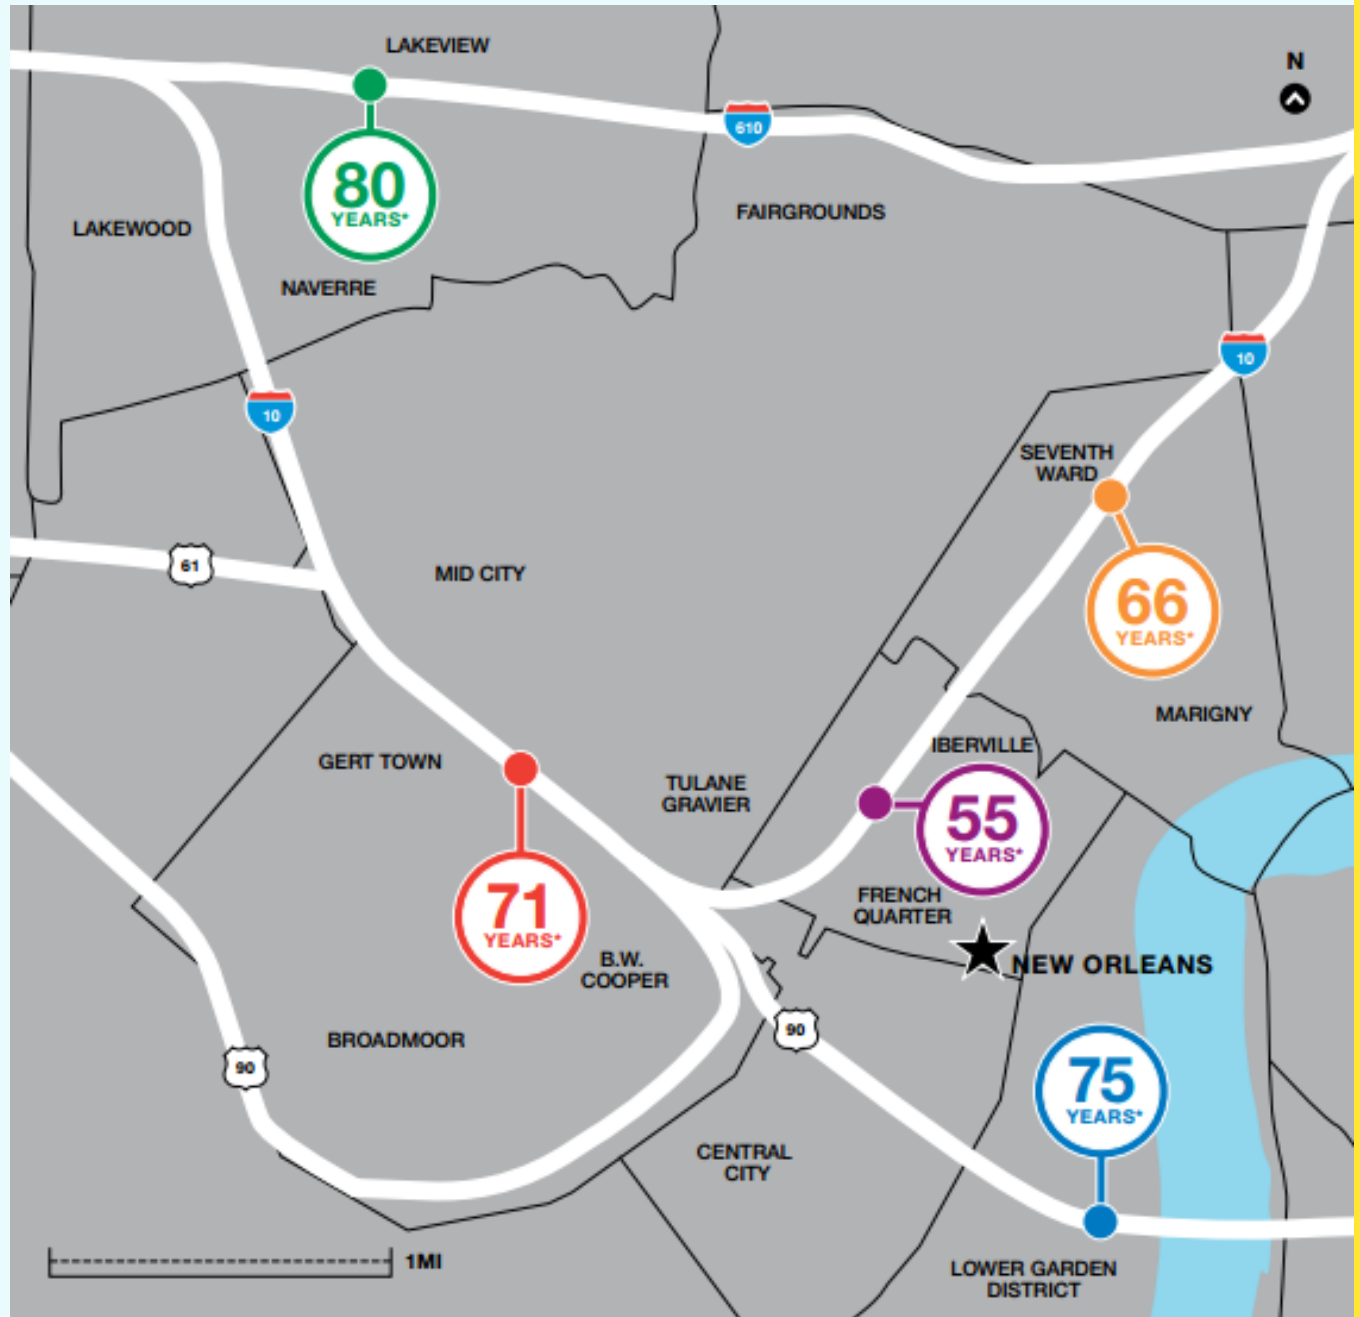 LAKEVIEW
N
610
80
YEARS*
FAIRGROUNDS
LAKEWOOD
NAVERRE
10
10
SEVENTH
WARD
61
MID CITY
66
YEARS*
MARIGNY
IBERVILLE
GERT TOWN
TULANE
GRAVIER
55
YEARS*
71
YEARS*
FRENCH
QUARTER
B.W.
COOPER
NEW ORLEANS
90
BROADMOOR
90
75
YEARS*
CENTRAL
CITY
1MI
LOWER GARDEN
DISTRICT